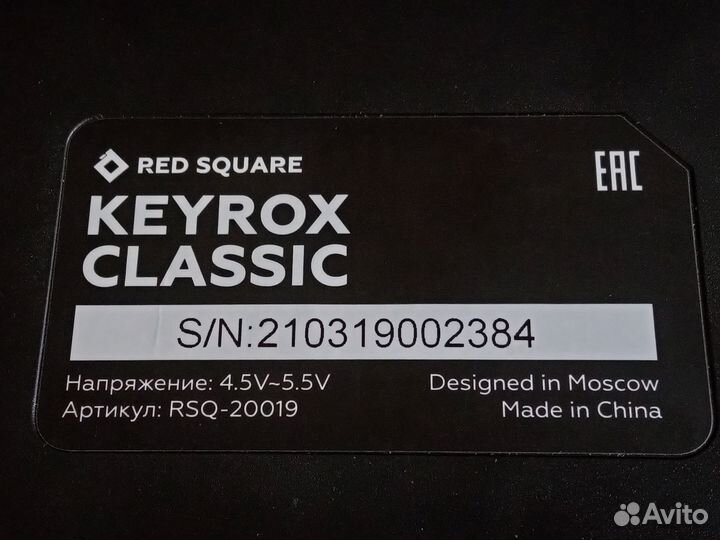 RED SQUARE
EAC
KEYROX
CLASSIC
S/N:210319002384
Напряжение: 4.5V~5.5V
Артикул: RSQ-20019
Designed in Moscow
Made in China
Avito